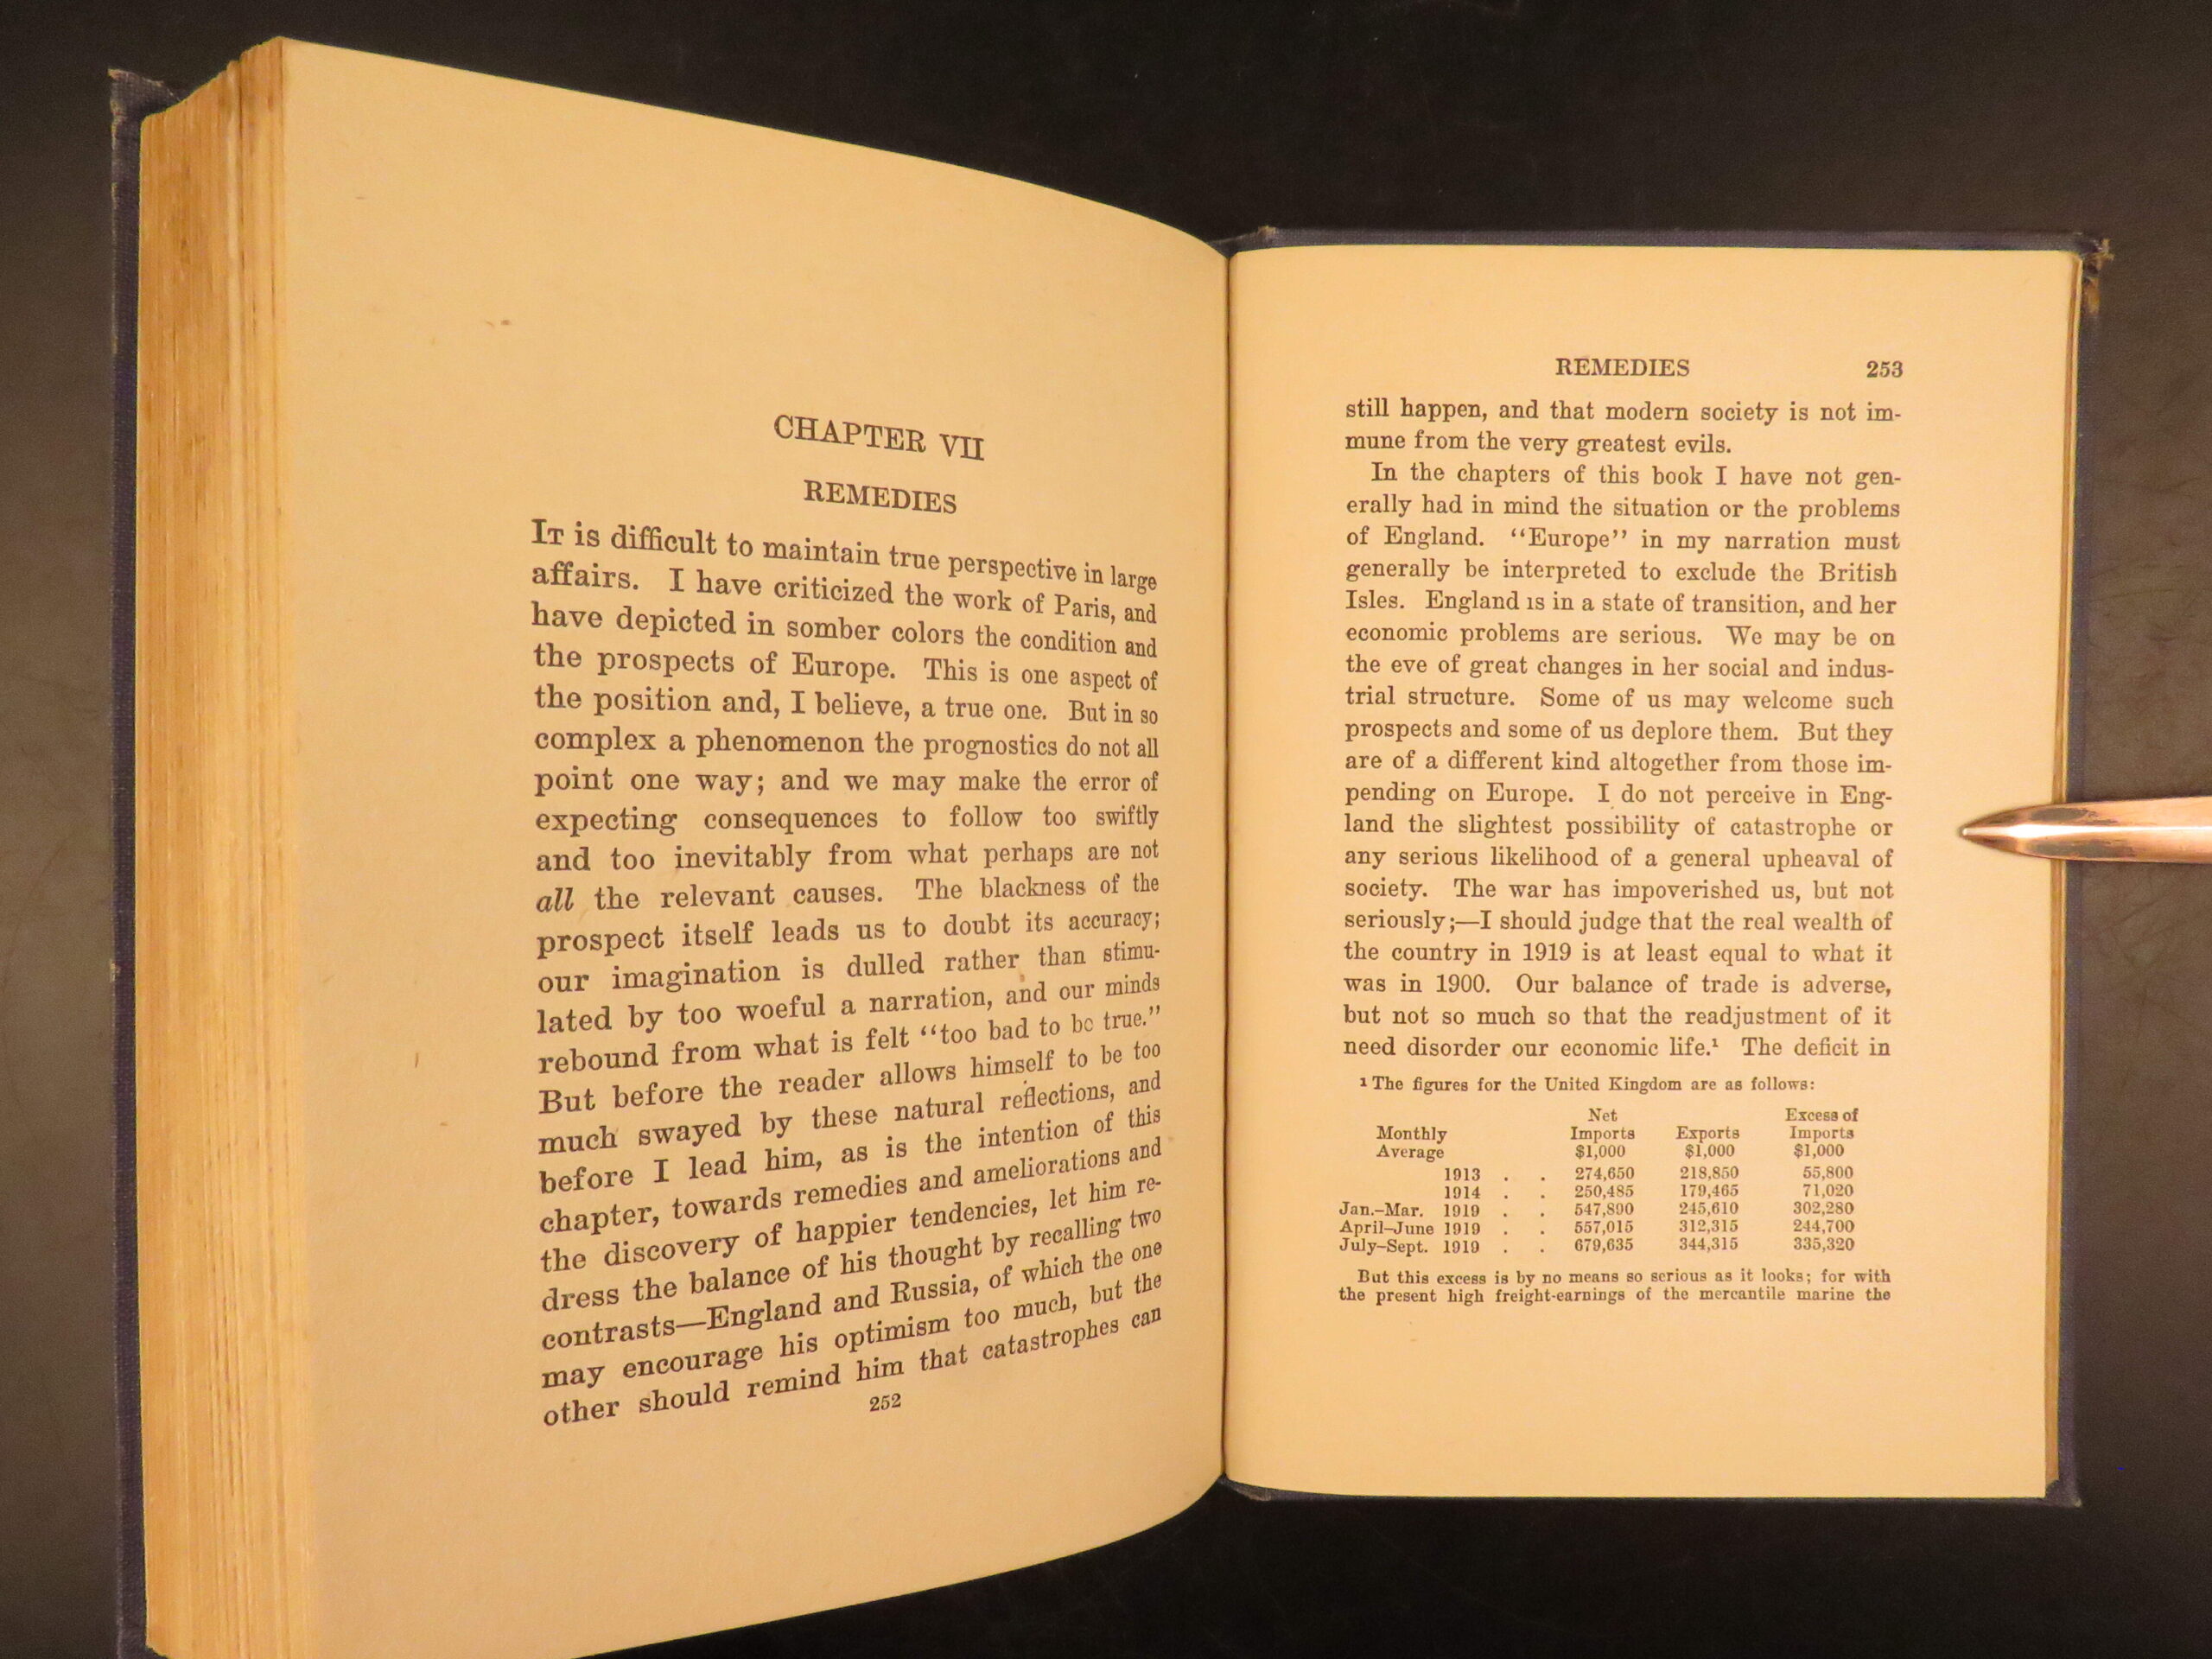 CHAPTER VII
REMEDIES
IT is difficult to maintain true perspective in large
affairs. I have criticized the work of Paris, and
have depicted in somber colors the condition and
the prospects of Europe. This is one aspect of
the position and, I believe, a true one. But in so
complex a phenomenon the prognostics do not all
point one way; and we may make the error of
expecting consequences to follow too swiftly
and too inevitably from what perhaps are not
all the relevant causes. The blackness of the
prospect itself leads us to doubt its accuracy;
our imagination is dulled rather than stimu-
lated by too woeful a narration, and our minds
rebound from what is felt “too bad to be true.”
But before the reader allows himself to be too
much swayed by these natural reflections, and
before I lead him, as is the intention of this
chapter, towards remedies and ameliorations and
the discovery of happier tendencies, let him re-
dress the balance of his thought by recalling two
contrasts—England and Russia, of which the one
may encourage his optimism too much, but the
other should remind him that catastrophes can
252
REMEDIES 253
still happen, and that modern society is not im-
mune from the very greatest evils.
In the chapters of this book I have not gen-
erally had in mind the situation or the problems
of England. “Europe” in my narration must
generally be interpreted to exclude the British
Isles. England is in a state of transition, and her
economic problems are serious. We may be on
the eve of great changes in her social and indus-
trial structure. Some of us may welcome such
prospects and some of us deplore them. But they
are of a different kind altogether from those im-
pending on Europe. I do not perceive in Eng-
land the slightest possibility of catastrophe or
any serious likelihood of a general upheaval of
society. The war has impoverished us, but not
seriously;—I should judge that the real wealth of
the country in 1919 is at least equal to what it
was in 1900. Our balance of trade is adverse,
but not so much so that the readjustment of it
need disorder our economic life.¹ The deficit in
¹ The figures for the United Kingdom are as follows:
Net Excess of
Monthly Imports Exports Imports
Average $1,000 $1,000 $1,000
1913 . . 274,650 218,850 55,800
1914 . . 250,485 179,465 71,020
Jan.–Mar. 1919 . . 547,890 245,610 302,280
April–June 1919 . . 557,015 312,315 244,700
July–Sept. 1919 . . 679,635 344,315 335,320
But this excess is by no means so serious as it looks; for with
the present high freight-earnings of the mercantile marine the